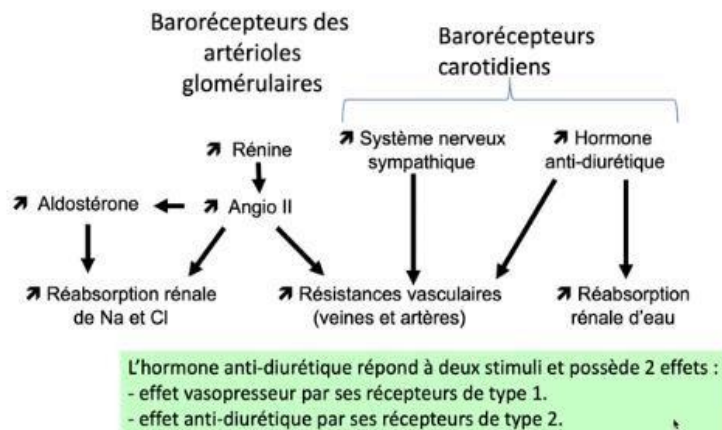 Barorécepteurs des
artérioles
glomérulaires
Barorécepteurs
carotidiens
↗ Rénine
↗ Système nerveux
sympathique
↗ Hormone
anti-diurétique
↗ Aldostérone
↗ Angio II
↗ Réabsorption rénale
de Na et Cl
↗ Résistances vasculaires
(veines et artères)
↗ Réabsorption
rénale d'eau
L'hormone anti-diurétique répond à deux stimuli et possède 2 effets :
- effet vasopresseur par ses récepteurs de type 1.
- effet anti-diurétique par ses récepteurs de type 2.